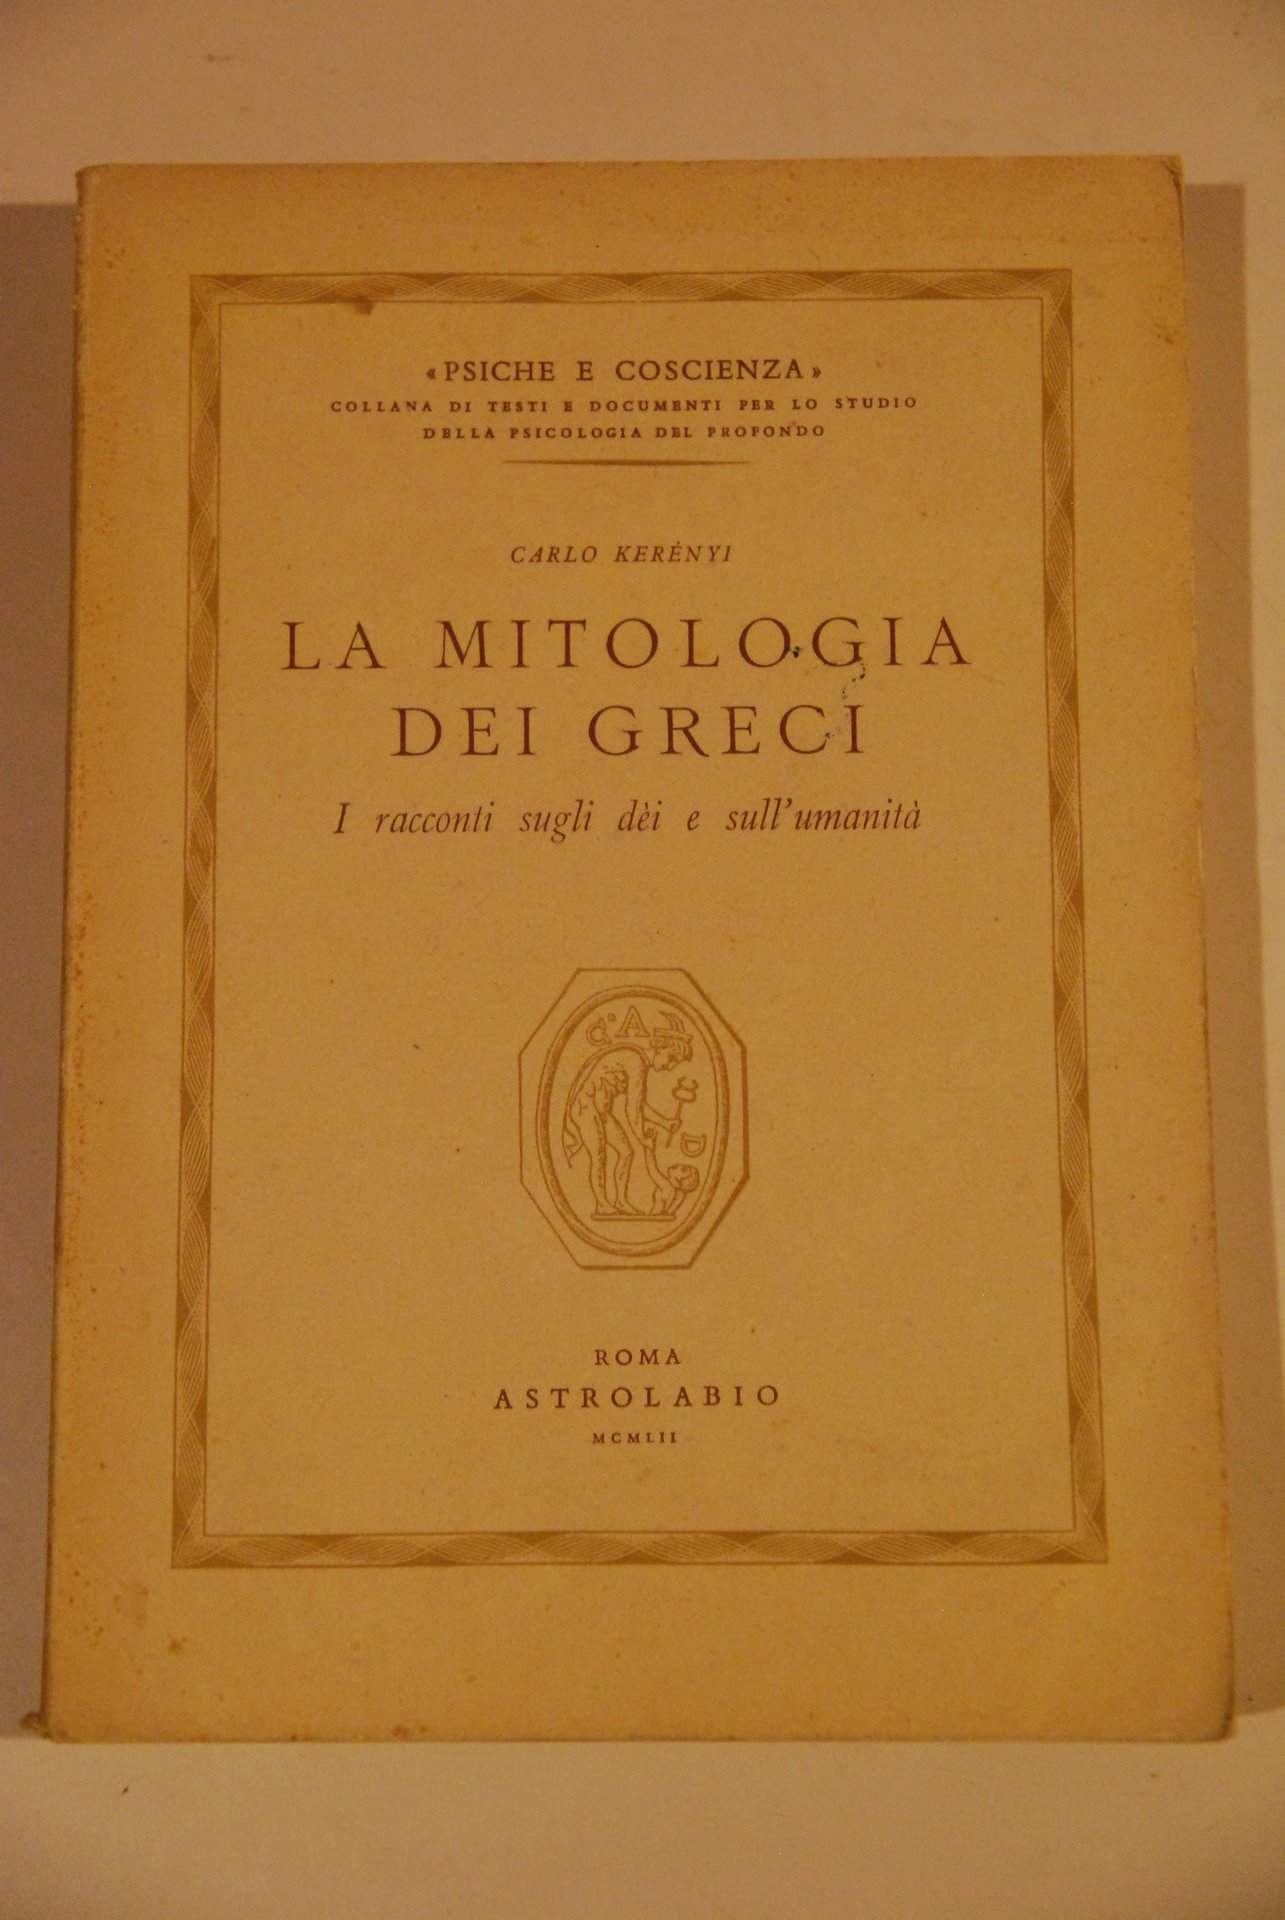 « PSICHE E COSCIENZA »
COLLANA DI TESTI E DOCUMENTI PER LO STUDIO
DELLA PSICOLOGIA DEL PROFONDO
CARLO KERÉNYI
LA MITOLOGIA
DEI GRECI
I racconti sugli dèi e sull'umanità
A
D
ROMA
ASTROLABIO
MCMLII